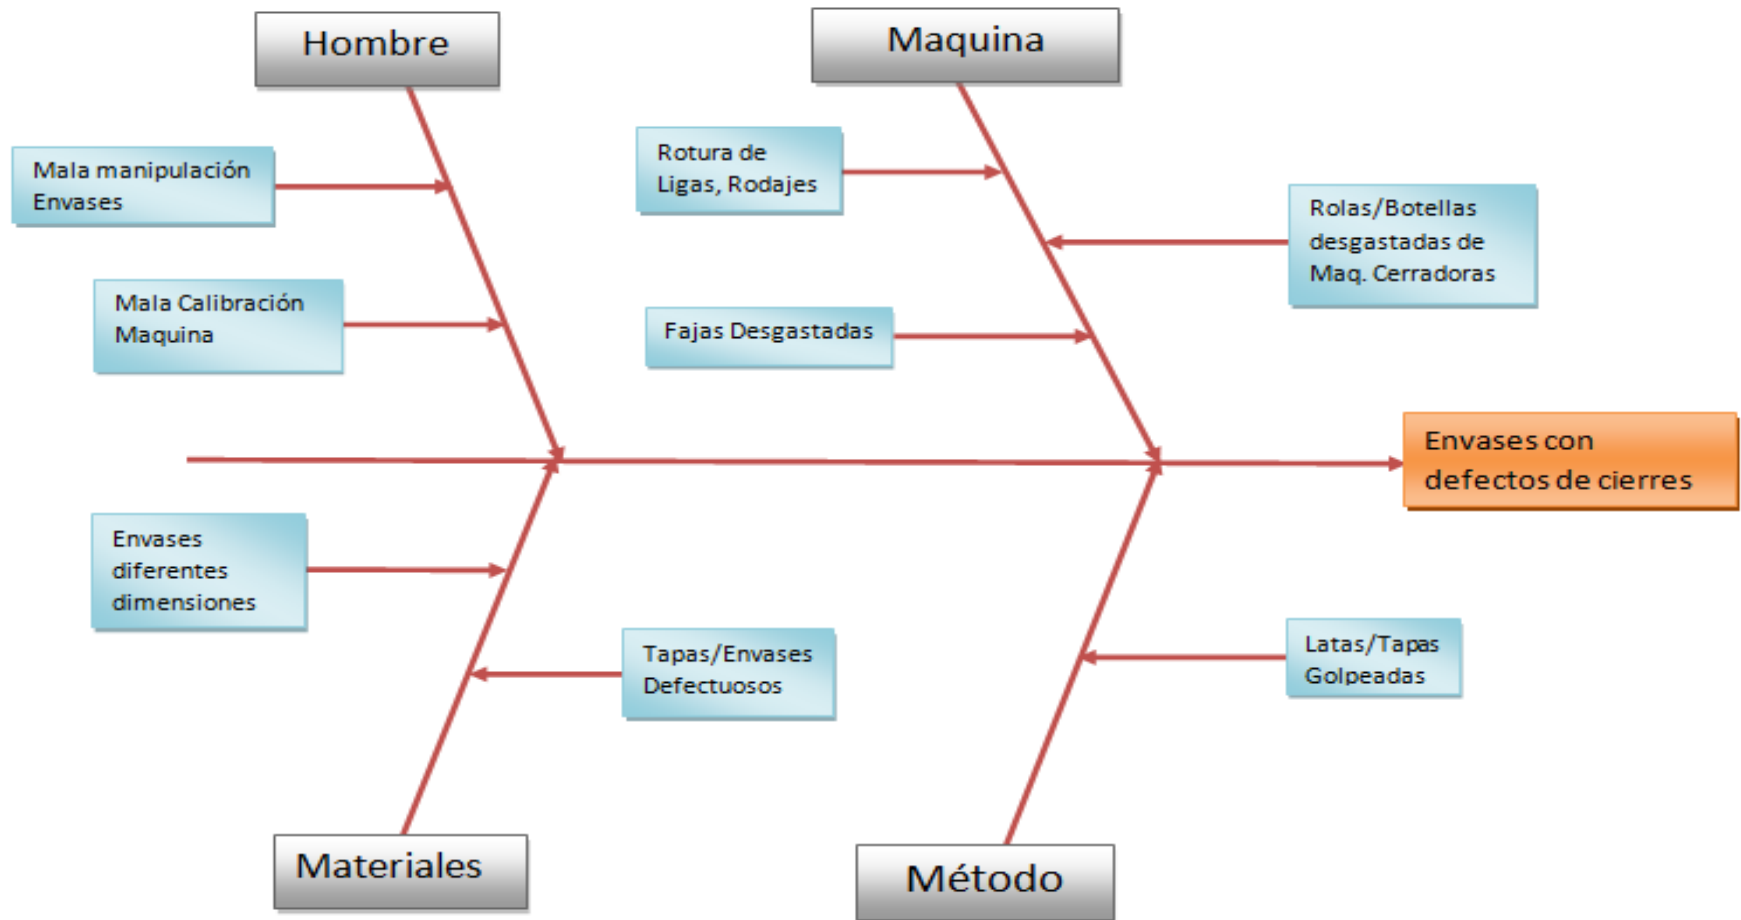 Hombre
Maquina
Mala manipulación
Envases
Rotura de
Ligas, Rodajes
Rolas/Botellas
desgastadas de
Maq. Cerradoras
Mala Calibración
Maquina
Fajas Desgastadas
Envases con
defectos de cierres
Envases
diferentes
dimensiones
Tapas/Envases
Defectuosos
Latas/Tapas
Golpeadas
Materiales
Método